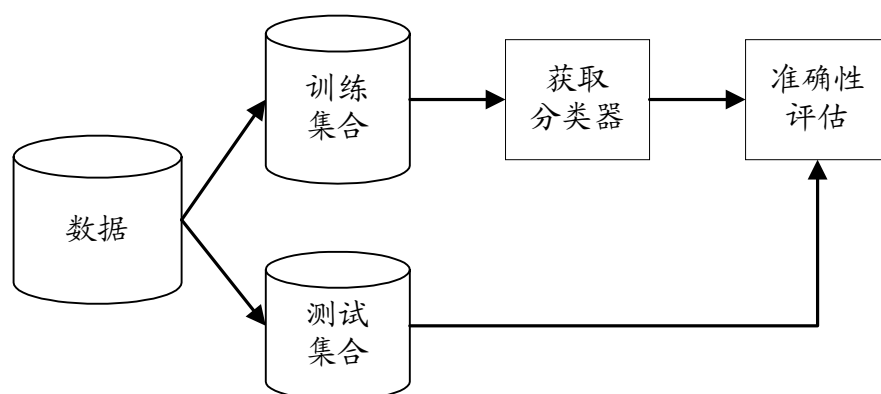 数据
训练
集合
获取
分类器
准确性
评估
测试
集合